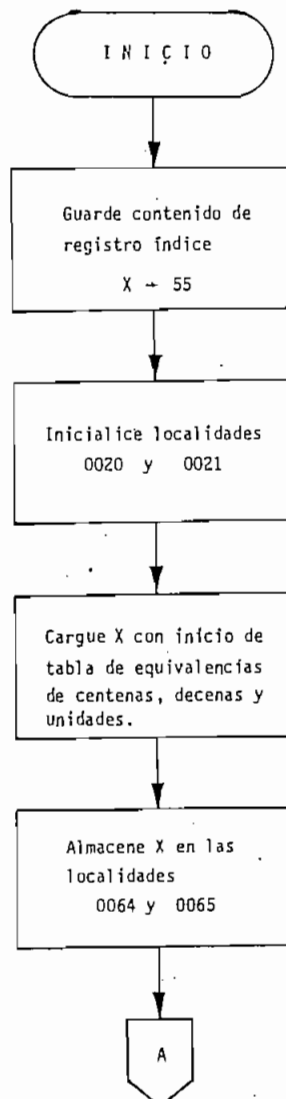 I N I C I O
Guarde contenido de
registro índice
X → 55
Inicialice localidades
0020 y 0021
Cargue X con inicio de
tabla de equivalencias
de centenas, decenas y
unidades.
Almacene X en las
localidades
0064 y 0065
A